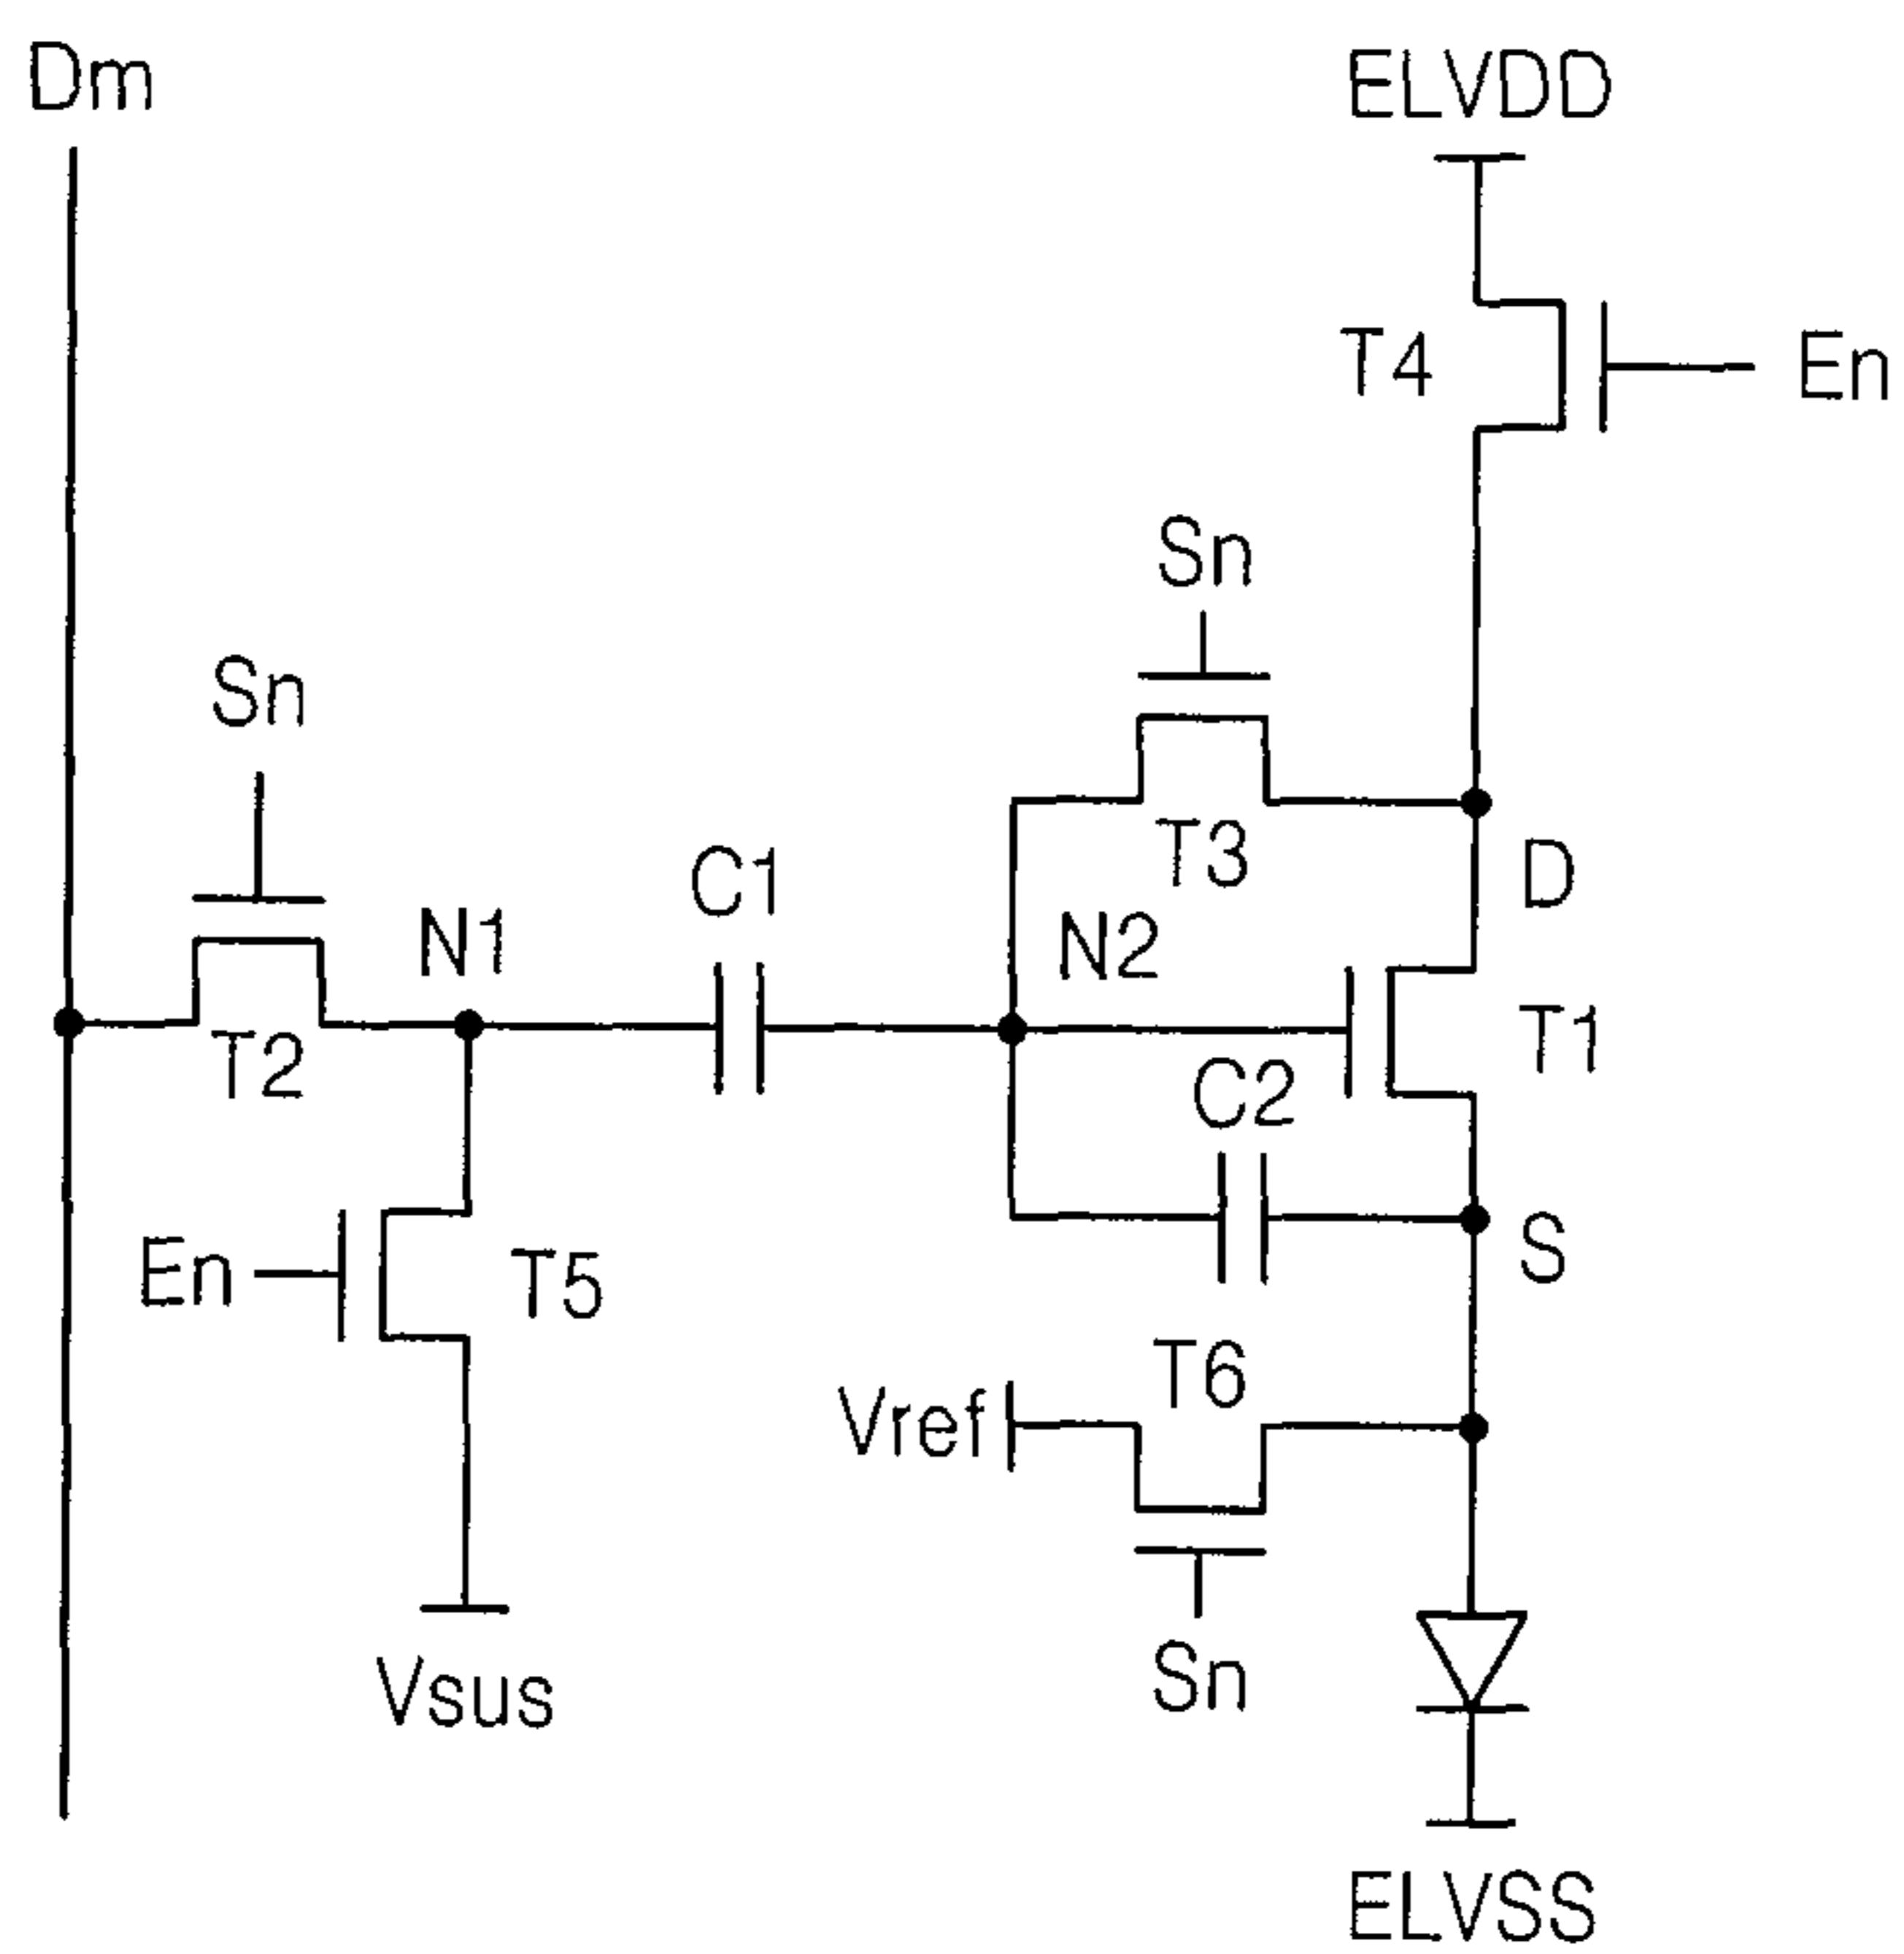 Dm
ELVDD
T4
En
Sn
Sn
T3
C1
D
N1
N2
T2
T1
C2
En
T5
S
T6
Vref
Sn
Vsus
ELVSS